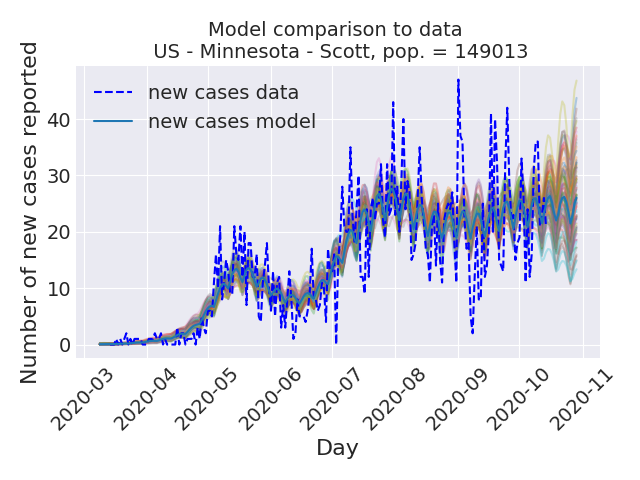 Model comparison to data
US - Minnesota - Scott, pop. = 149013
Number of new cases reported
new cases data
new cases model
40
30
20
10
0
2020-03
2020-04
2020-05
2020-06
2020-07
2020-08
2020-09
2020-10
2020-11
Day